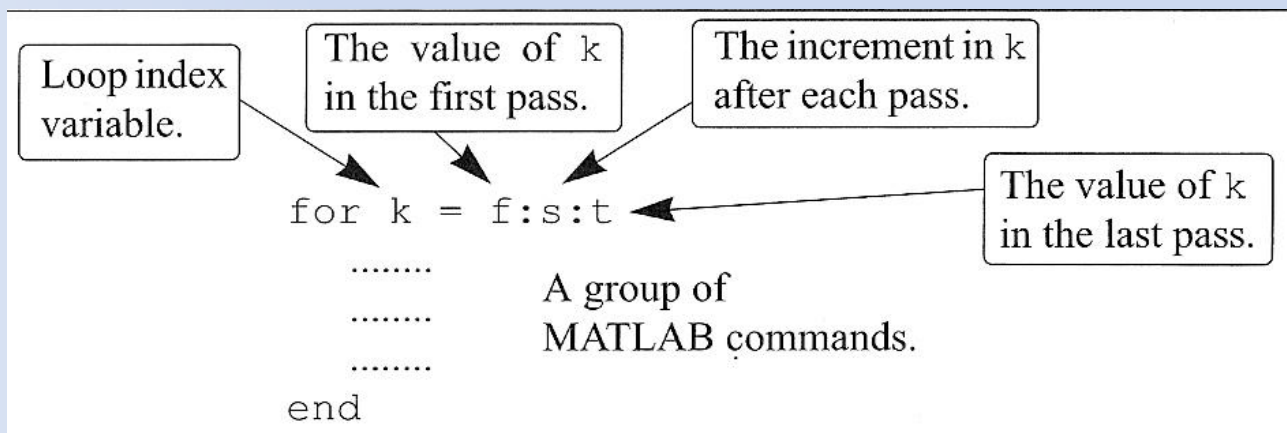 Loop index
variable.
The value of k
in the first pass.
The increment in k
after each pass.
The value of k
in the last pass.
for k = f:s:t
........
........
........
end
A group of
MATLAB commands.